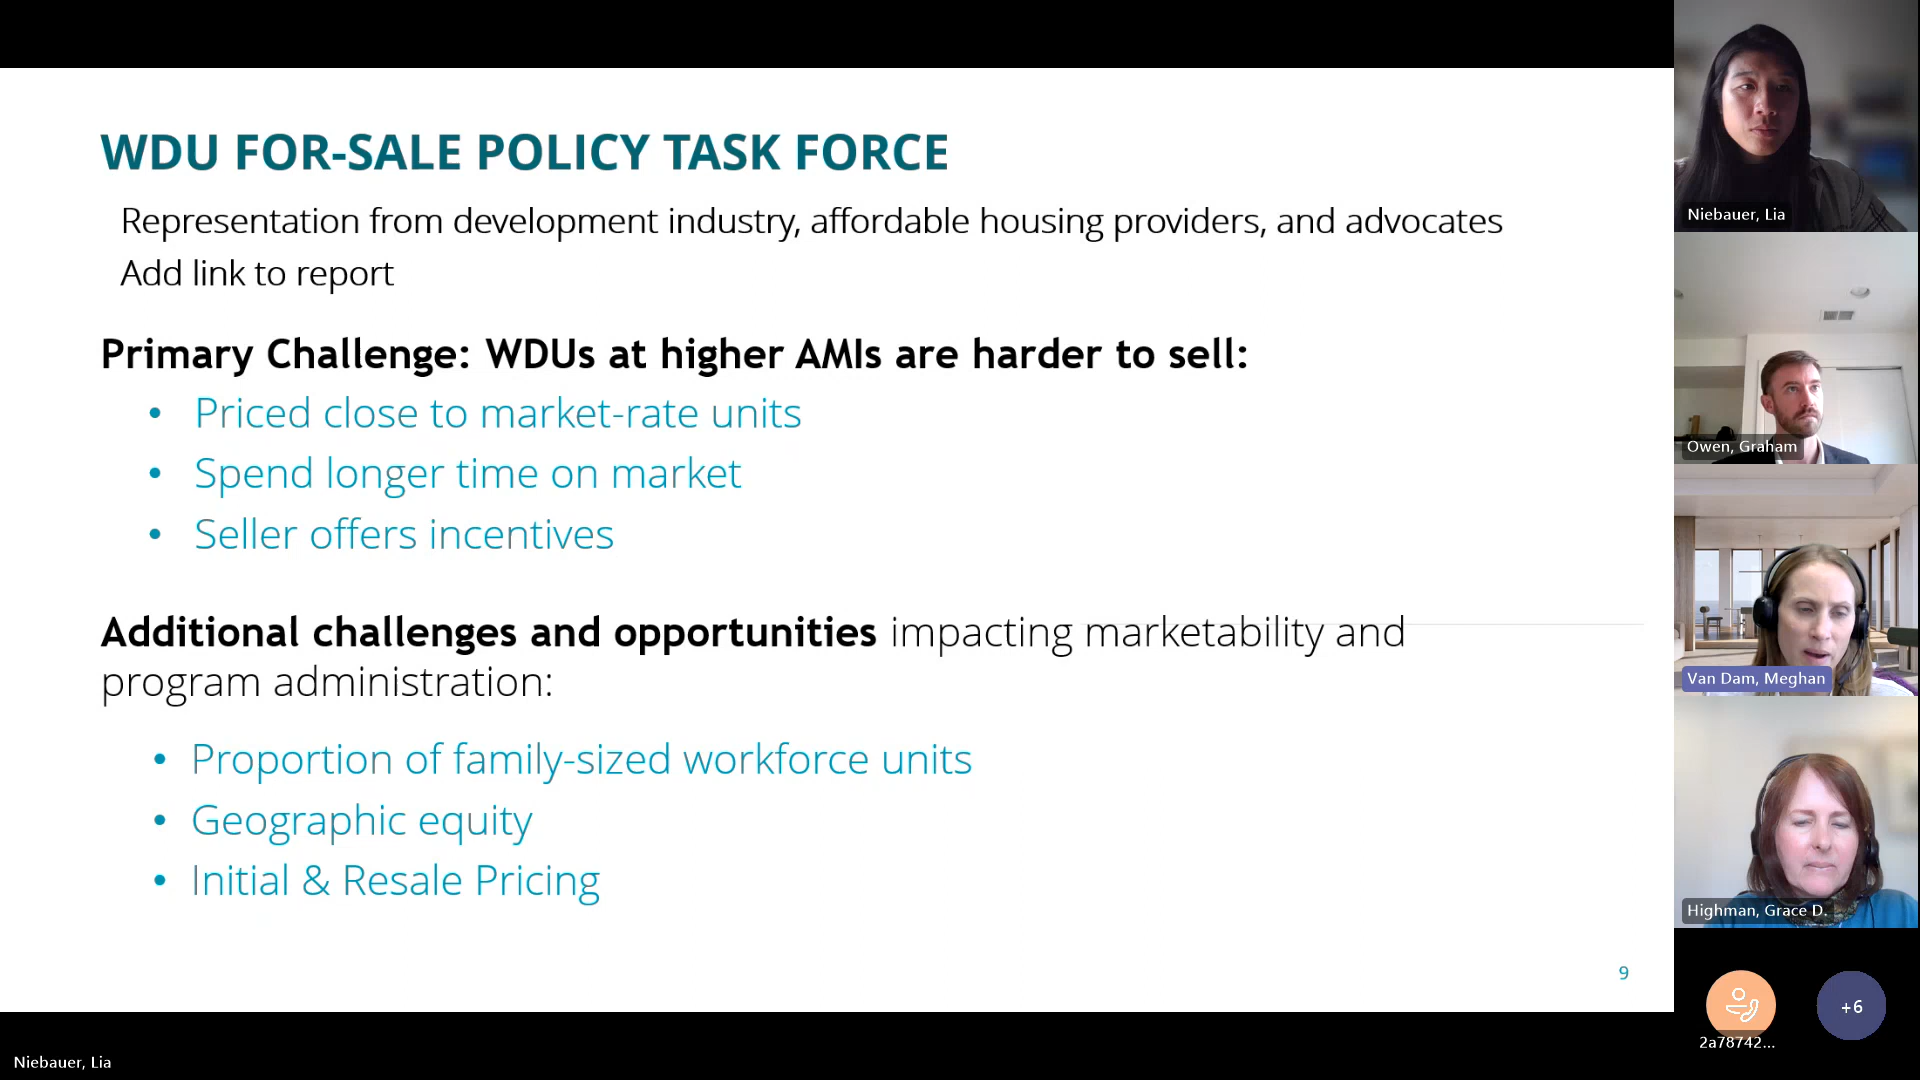 WDU FOR-SALE POLICY TASK FORCE
Representation from development industry, affordable housing providers, and advocates
Add link to report
Primary Challenge: WDUs at higher AMIs are harder to sell:
• Priced close to market-rate units
• Spend longer time on market
• Seller offers incentives
Additional challenges and opportunities impacting marketability and
program administration:
• Proportion of family-sized workforce units
• Geographic equity
• Initial & Resale Pricing
9
Niebauer, Lia
Owen, Graham
Van Dam, Meghan
Highman, Grace D.
2a78742...
+6
Niebauer, Lia